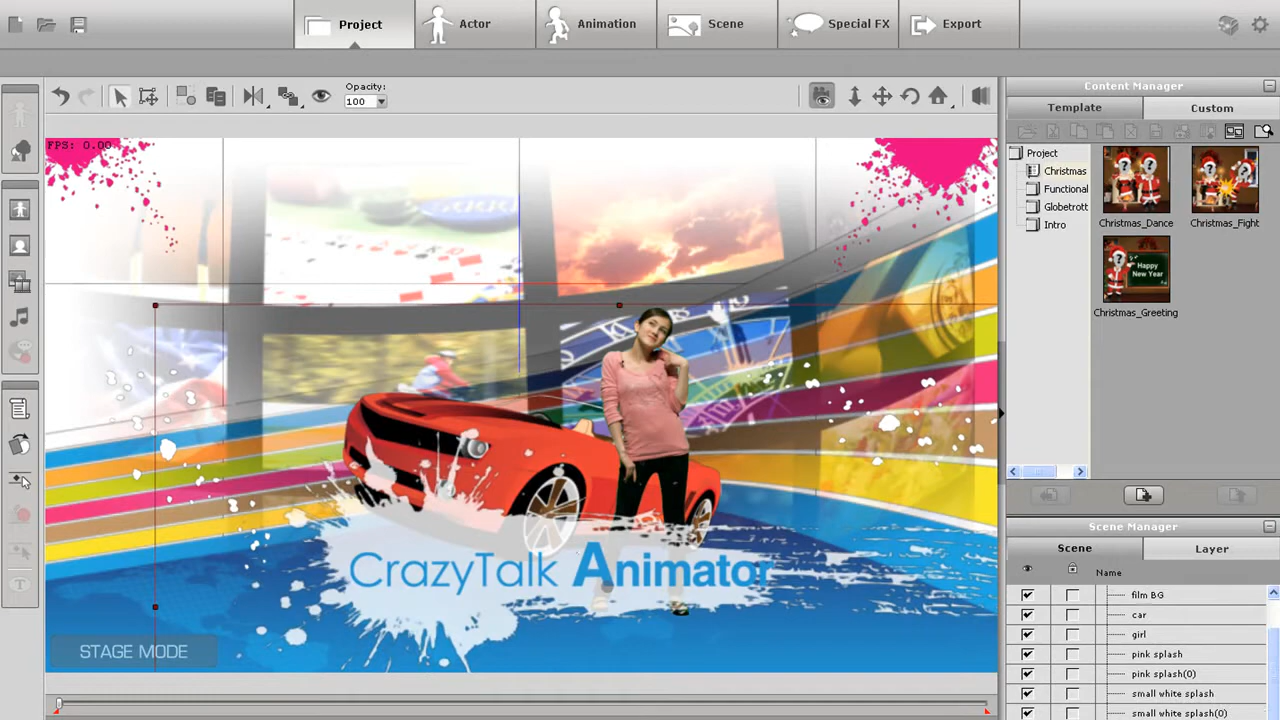 Project
Actor
Animation
Scene
Special FX
Export
Opacity:
100
Content Manager
Template
Custom
FPS: 0.00
Project
Christmas
Functional
Globetrott
Intro
Christmas_Dance
Christmas_Fight
Happy
New Year
Christmas_Greeting
Scene Manager
Scene
Layer
Name
film BG
car
girl
pink splash
pink splash(0)
small white splash
small white splash(0)
CrazyTalk Animator
STAGE MODE